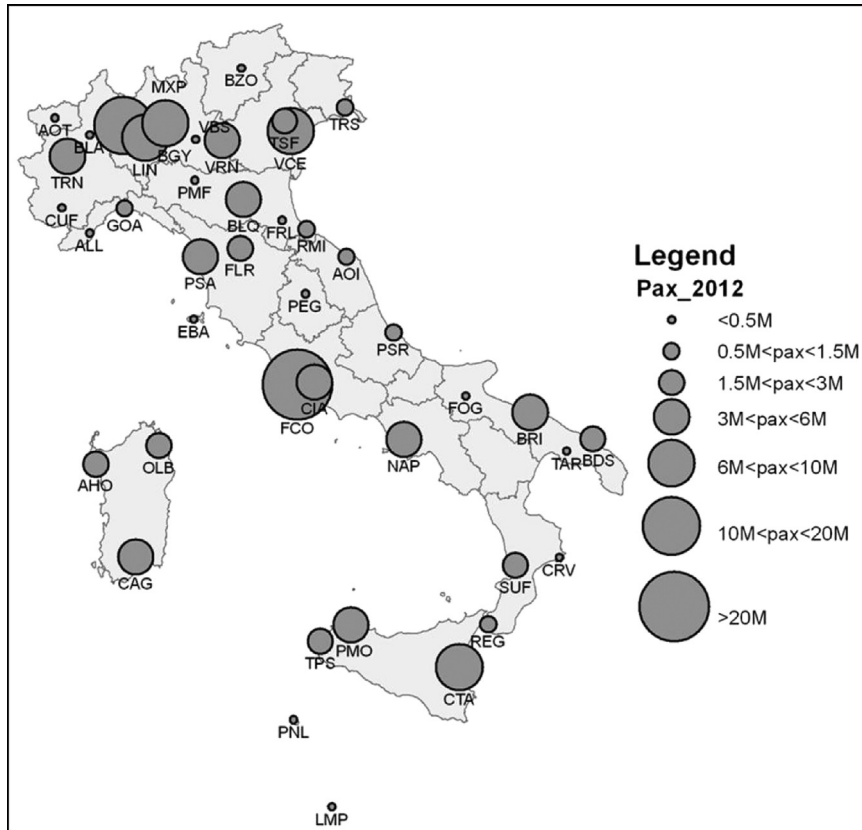 BZO
MXP
AOT
BLA
VBS
TSF
TRS
BGY
LIN
VRN
VCE
TRN
PMF
CUF
GOA
BLQ
FRL
ALL
RMI
FLR
AOI
PSA
PEG
EBA
PSR
CIA
FCO
FOG
BRI
NAP
TAR
BDS
OLB
AHO
CAG
SUF
CRV
REG
PMO
TPS
CTA
PNL
LMP
Legend
Pax_2012
<0.5M
0.5M<pax<1.5M
1.5M<pax<3M
3M<pax<6M
6M<pax<10M
10M<pax<20M
>20M